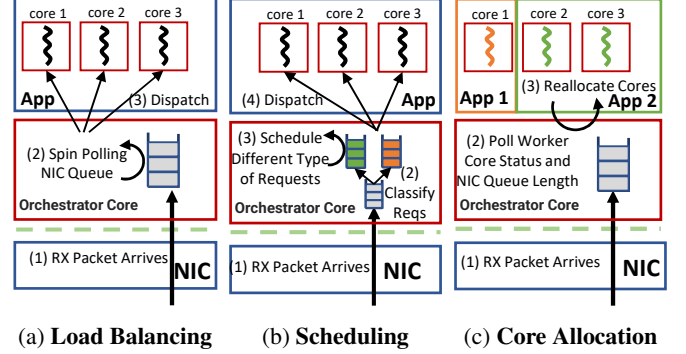 core 1 core 2 core 3
(3) Dispatch
App
(2) Spin Polling
NIC Queue
Orchestrator Core
(1) RX Packet Arrives
NIC
(a) Load Balancing
core 1 core 2 core 3
(4) Dispatch
App
(3) Schedule
Different Type
of Requests
(2)
Classify
Reqs
Orchestrator Core
(1) RX Packet Arrives
NIC
(b) Scheduling
core 1 core 2 core 3
(3) Reallocate Cores
App 1
App 2
(2) Poll Worker
Core Status and
NIC Queue Length
Orchestrator Core
(1) RX Packet Arrives
NIC
(c) Core Allocation